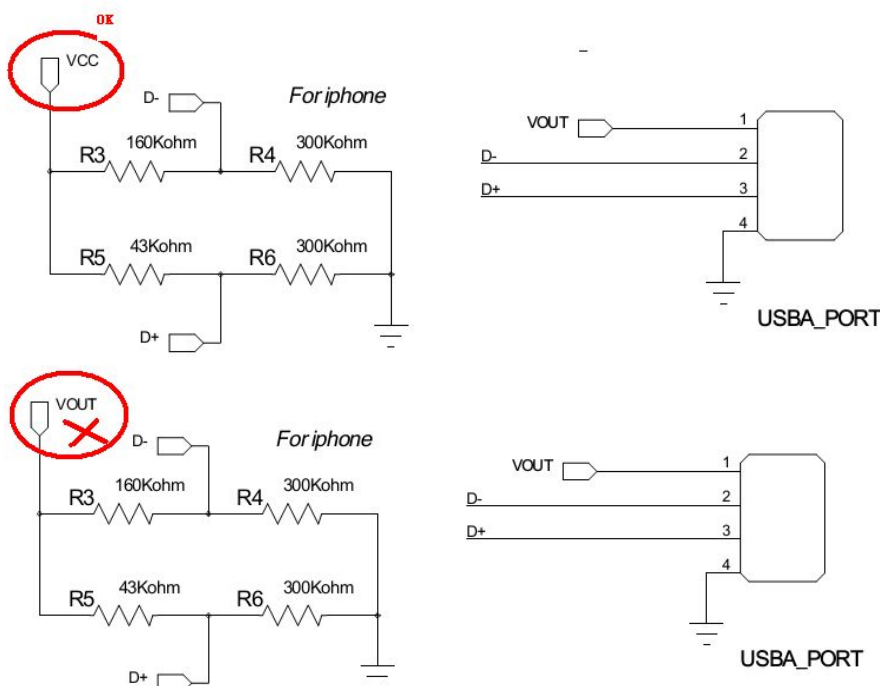 OK
VCC
D-
For iphone
R3
160Kohm
R4
300Kohm
R5
43Kohm
R6
300Kohm
D+
VOUT
1
D-
2
D+
3
4
USBA_PORT
VOUT
D-
For iphone
R3
160Kohm
R4
300Kohm
R5
43Kohm
R6
300Kohm
D+
VOUT
1
D-
2
D+
3
4
USBA_PORT